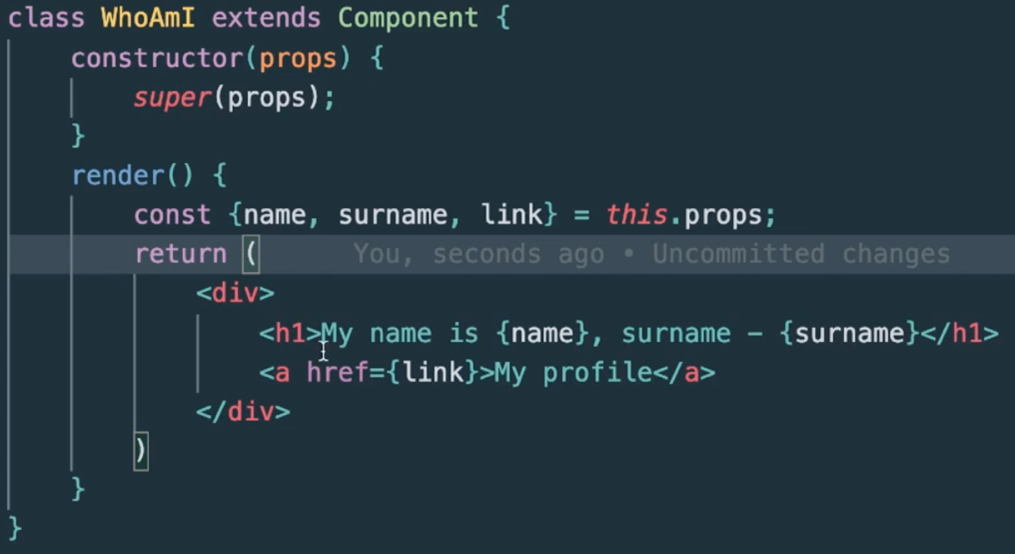 class WhoAmI extends Component {
constructor(props) {
super(props);
}
render() {
const {name, surname, link} = this.props;
return (    You, seconds ago • Uncommitted changes
<div>
<h1>My name is {name}, surname - {surname}</h1>
<a href={link}>My profile</a>
</div>
)
}
}